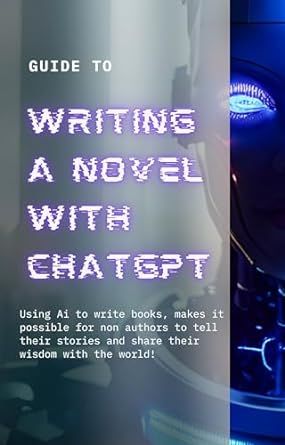 GUIDE TO
WRITING
A NOVEL
WITH
CHATGPT
Using Ai to write books, makes it
possible for non authors to tell
their stories and share their
wisdom with the world!